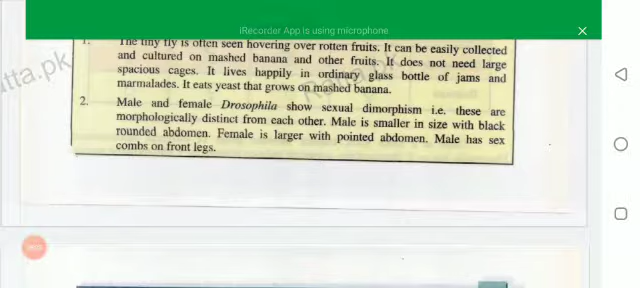 iRecorder App is using microphone
1. The tiny fly is often seen hovering over rotten fruits. It can be easily collected
and cultured on mashed banana and other fruits. It does not need large
spacious cages. It lives happily in ordinary glass bottle of jams and
marmalades. It eats yeast that grows on mashed banana.
2. Male and female Drosophila show sexual dimorphism i.e. these are
morphologically distinct from each other. Male is smaller in size with black
rounded abdomen. Female is larger with pointed abdomen. Male has sex
combs on front legs.
tta.pk